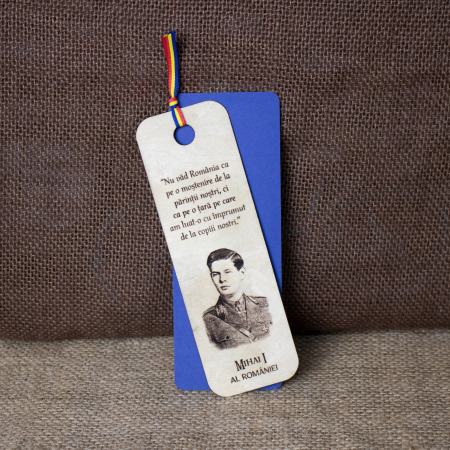 "Nu văd România ca
pe o moștenire de la
părinții noștri, ci
ca pe o țară pe care
am luat-o cu împrumut
de la copiii noștri."
MIHAI I
AL ROMÂNIEI